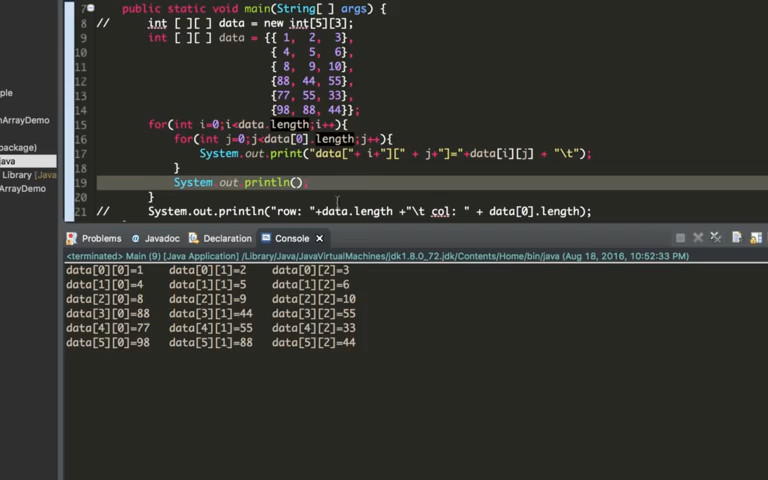 7 public static void main(String[ ] args) {
8 // int [ ][ ] data = new int[5][3];
9 int [ ][ ] data = {{ 1, 2, 3},
10 { 4, 5, 6},
11 { 8, 9, 10},
12 {88, 44, 55},
13 {77, 55, 33},
14 {98, 88, 44}};
15 for(int i=0;i<data.length;i++){
16 for(int j=0;j<data[0].length;j++){
17 System.out.print("data["+ i+"][" + j+"]="+data[i][j] + "\t");
18 }
19 System.out.println();
20 }
21 // System.out.println("row: "+data.length +"\t col: " + data[0].length);
ple
nArrayDemo
package)
java
Library [Java
ArrayDemo
Problems Javadoc Declaration Console
<terminated> Main (9) [Java Application] /Library/Java/JavaVirtualMachines/jdk1.8.0_72.jdk/Contents/Home/bin/java (Aug 18, 2016, 10:52:33 PM)
data[0][0]=1 data[0][1]=2 data[0][2]=3
data[1][0]=4 data[1][1]=5 data[1][2]=6
data[2][0]=8 data[2][1]=9 data[2][2]=10
data[3][0]=88 data[3][1]=44 data[3][2]=55
data[4][0]=77 data[4][1]=55 data[4][2]=33
data[5][0]=98 data[5][1]=88 data[5][2]=44